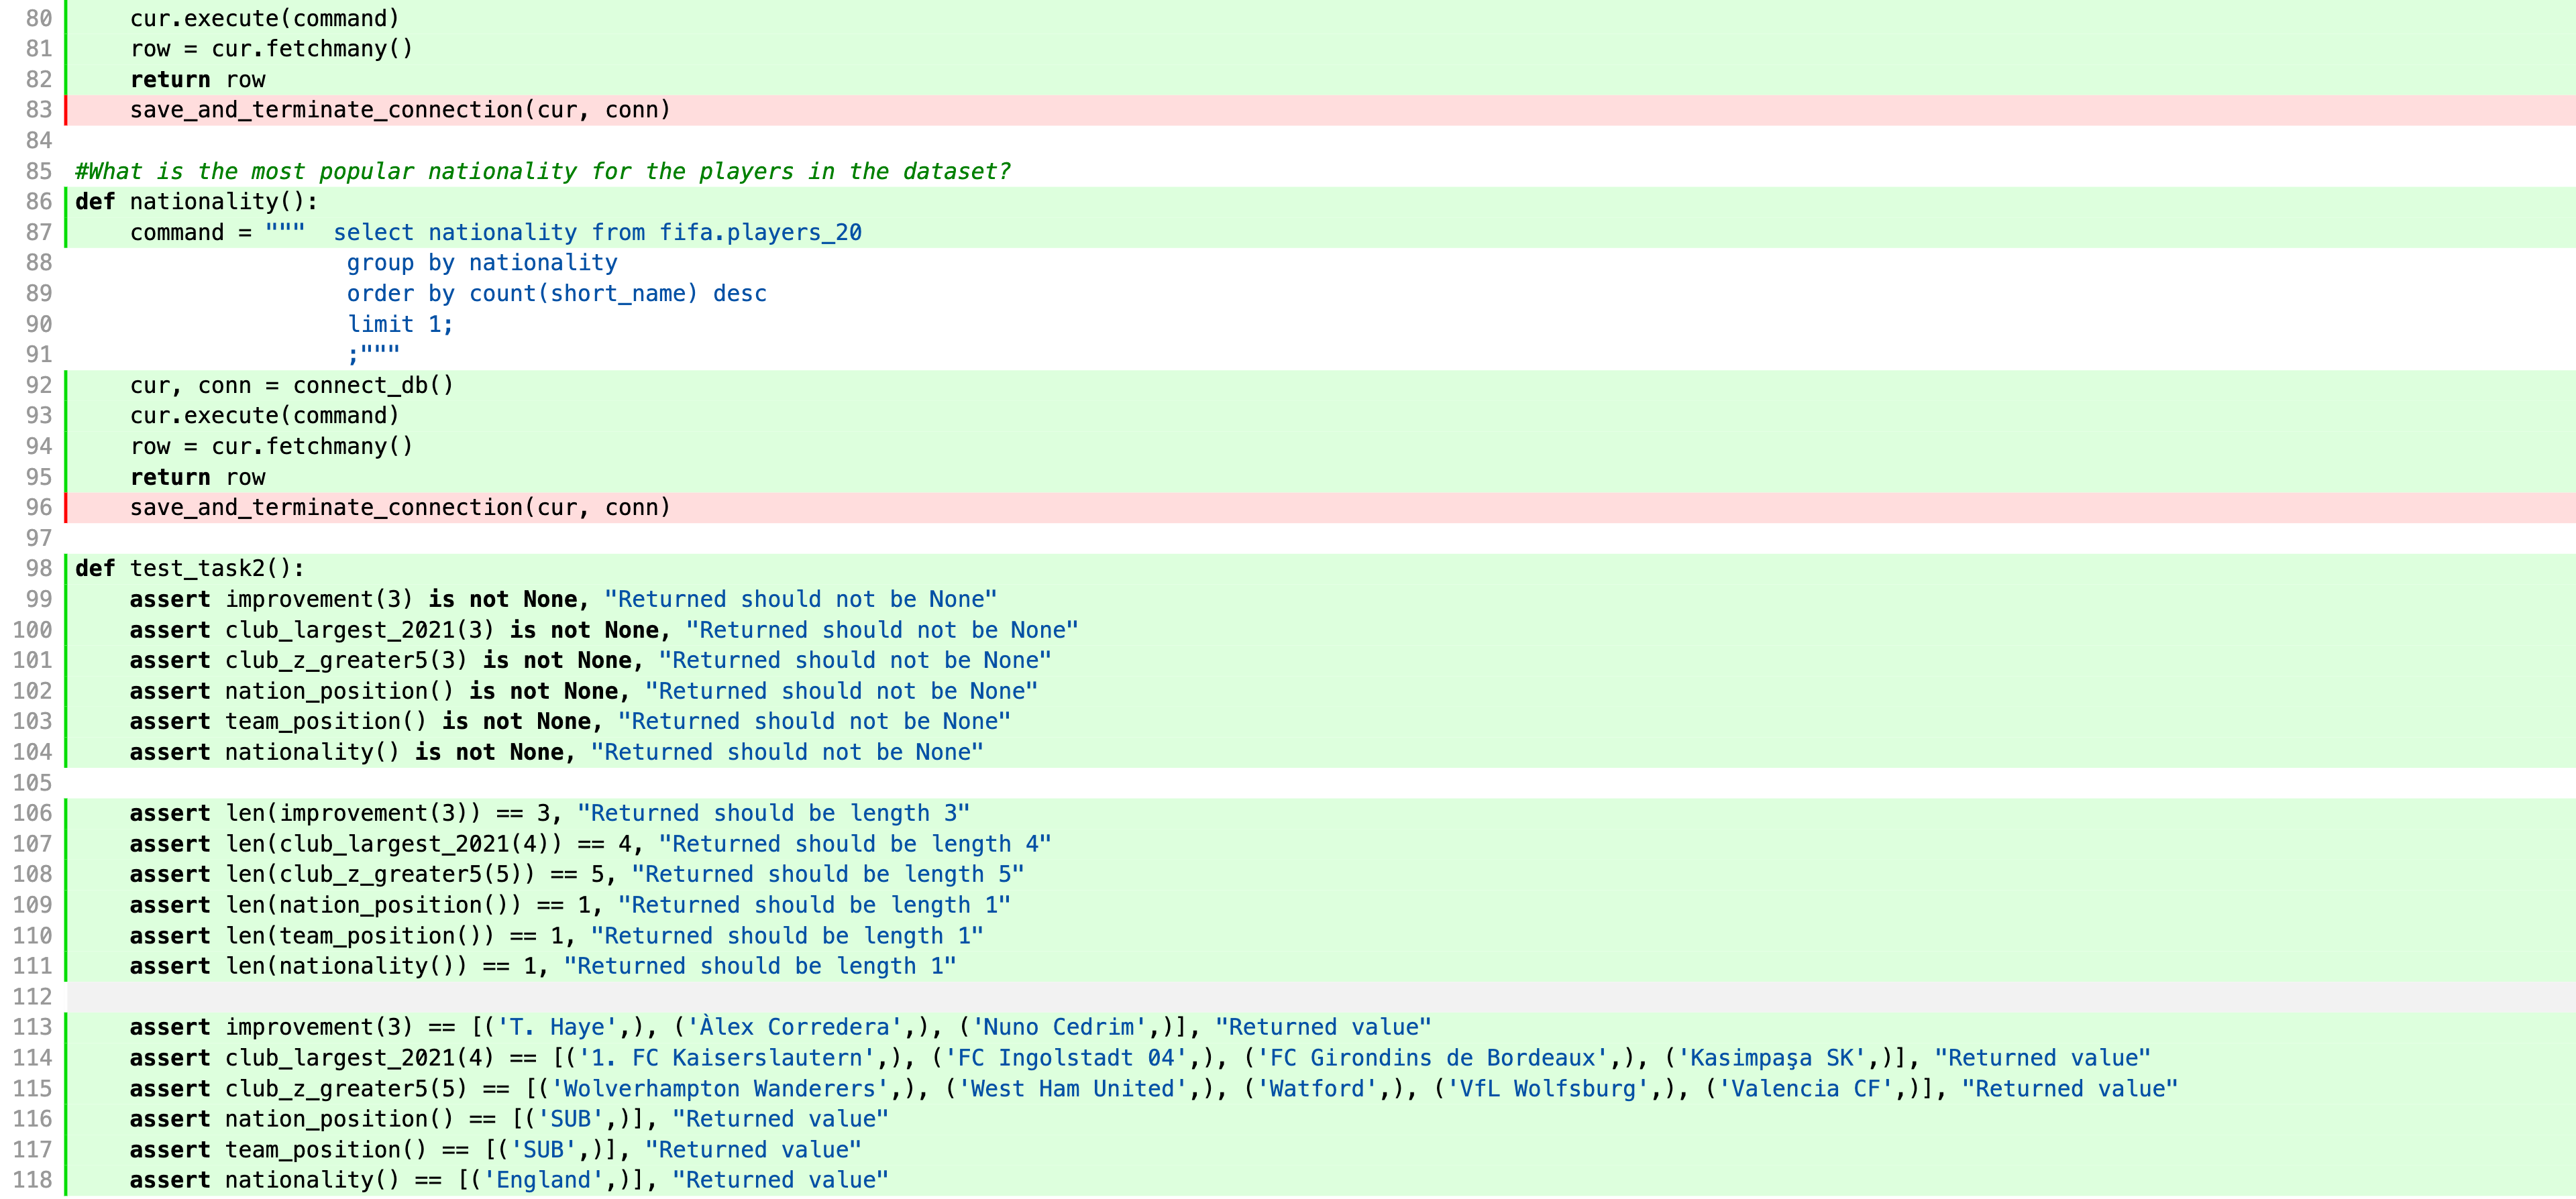 80 cur.execute(command)
81 row = cur.fetchmany()
82 return row
83 save_and_terminate_connection(cur, conn)
84
85 #What is the most popular nationality for the players in the dataset?
86 def nationality():
87 command = """  select nationality from fifa.players_20
88 group by nationality
89 order by count(short_name) desc
90 limit 1;
91 ;"""
92 cur, conn = connect_db()
93 cur.execute(command)
94 row = cur.fetchmany()
95 return row
96 save_and_terminate_connection(cur, conn)
97
98 def test_task2():
99 assert improvement(3) is not None, "Returned should not be None"
100 assert club_largest_2021(3) is not None, "Returned should not be None"
101 assert club_z_greater5(3) is not None, "Returned should not be None"
102 assert nation_position() is not None, "Returned should not be None"
103 assert team_position() is not None, "Returned should not be None"
104 assert nationality() is not None, "Returned should not be None"
105
106 assert len(improvement(3)) == 3, "Returned should be length 3"
107 assert len(club_largest_2021(4)) == 4, "Returned should be length 4"
108 assert len(club_z_greater5(5)) == 5, "Returned should be length 5"
109 assert len(nation_position()) == 1, "Returned should be length 1"
110 assert len(team_position()) == 1, "Returned should be length 1"
111 assert len(nationality()) == 1, "Returned should be length 1"
112
113 assert improvement(3) == [('T. Haye',), ('Àlex Corredera',), ('Nuno Cedrim',)], "Returned value"
114 assert club_largest_2021(4) == [('1. FC Kaiserslautern',), ('FC Ingolstadt 04',), ('FC Girondins de Bordeaux',), ('Kasimpaşa SK',)], "Returned value"
115 assert club_z_greater5(5) == [('Wolverhampton Wanderers',), ('West Ham United',), ('Watford',), ('VfL Wolfsburg',), ('Valencia CF',)], "Returned value"
116 assert nation_position() == [('SUB',)], "Returned value"
117 assert team_position() == [('SUB',)], "Returned value"
118 assert nationality() == [('England',)], "Returned value"